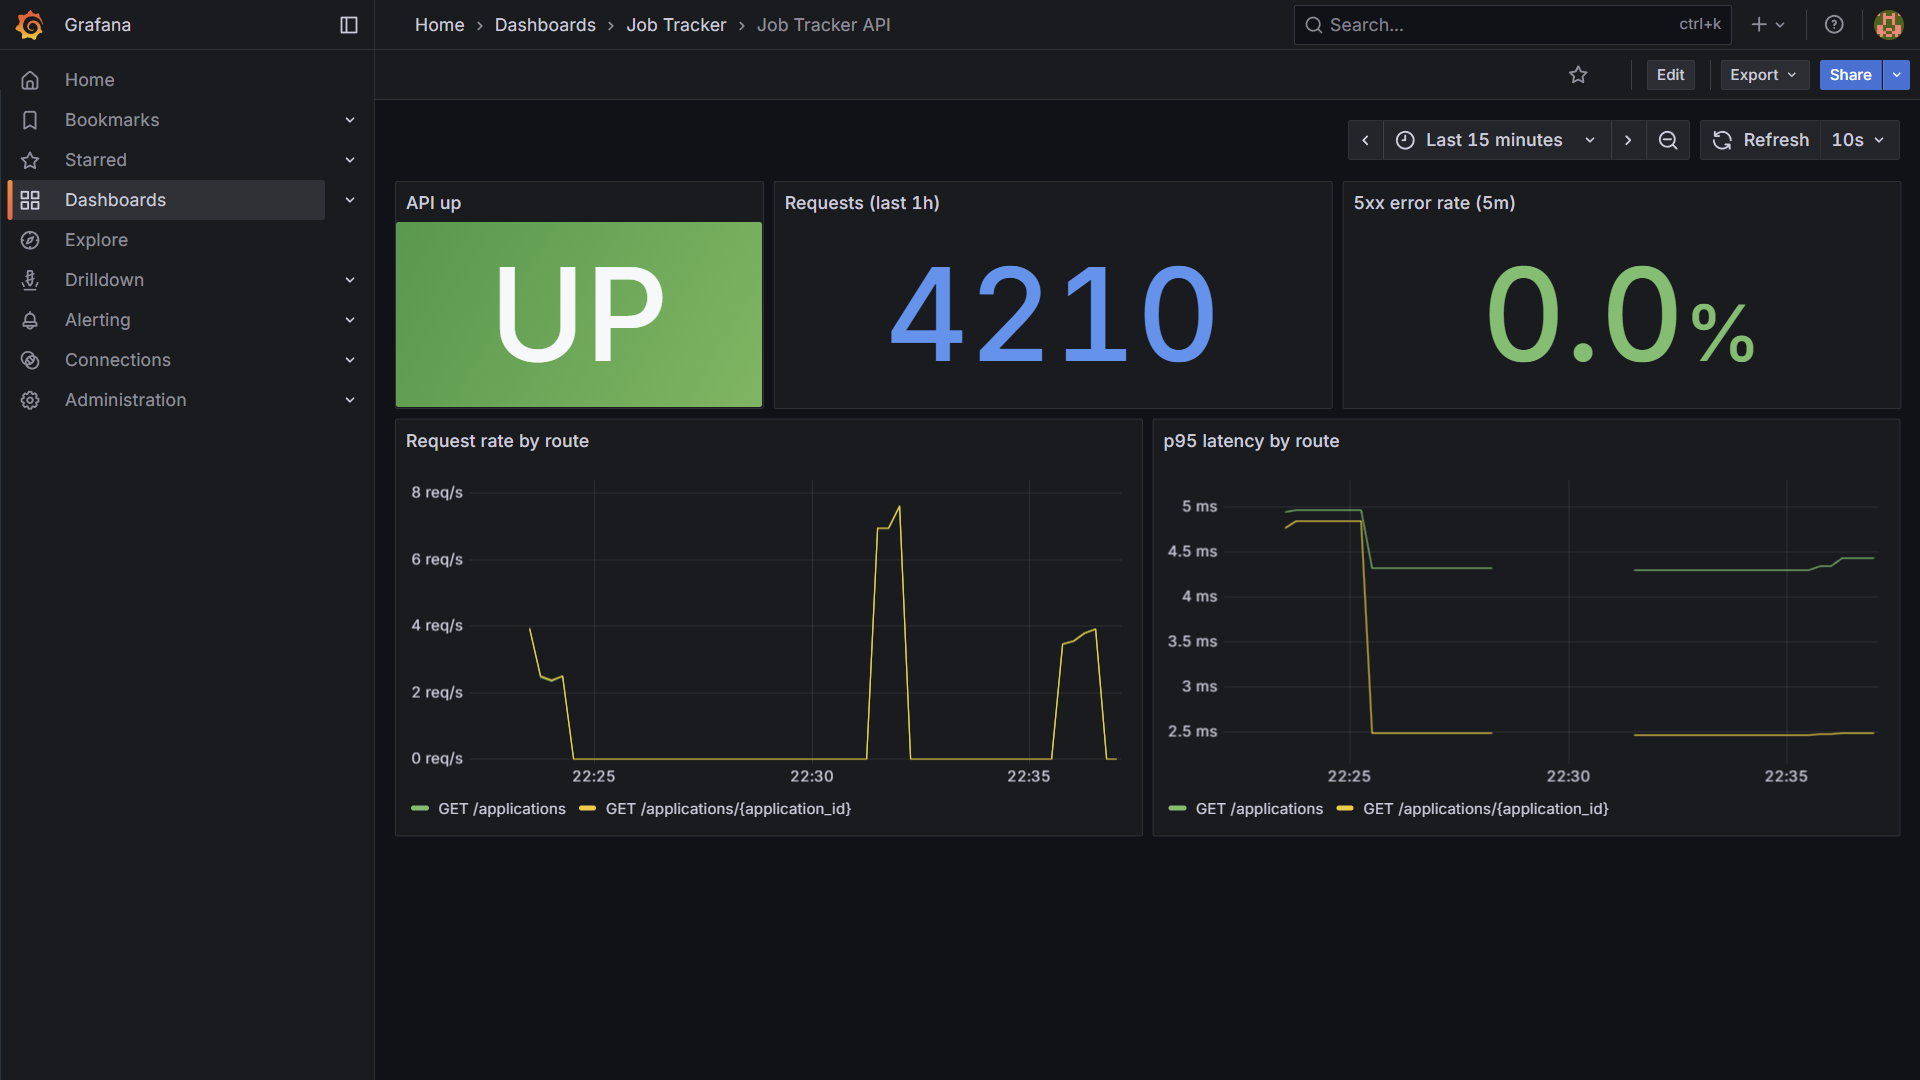 Grafana
Home › Dashboards › Job Tracker › Job Tracker API
Search...
ctrl+k
Home
Bookmarks
Starred
Dashboards
Explore
Drilldown
Alerting
Connections
Administration
Edit
Export
Share
Last 15 minutes
Refresh
10s
API up
UP
Requests (last 1h)
4210
5xx error rate (5m)
0.0%
Request rate by route
8 req/s
6 req/s
4 req/s
2 req/s
0 req/s
22:25
22:30
22:35
GET /applications
GET /applications/{application_id}
p95 latency by route
5 ms
4.5 ms
4 ms
3.5 ms
3 ms
2.5 ms
22:25
22:30
22:35
GET /applications
GET /applications/{application_id}